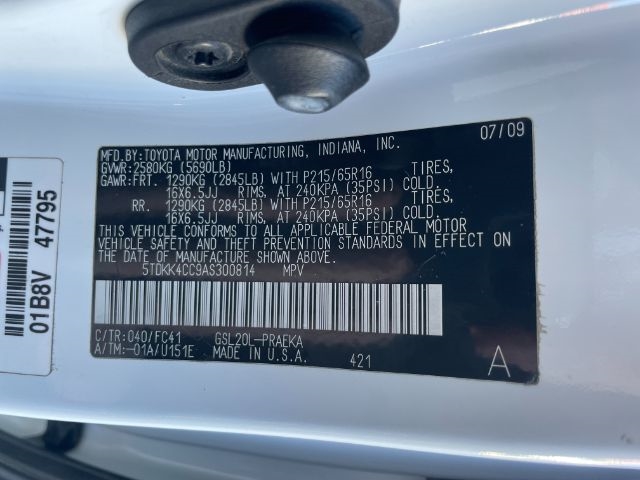 MFD.BY:TOYOTA MOTOR MANUFACTURING, INDIANA, INC. 07/09
GVWR:2580KG (5690LB)
GAWR:FRT. 1290KG (2845LB) WITH P215/65R16 TIRES,
16X6.5JJ RIMS, AT 240KPA (35PSI) COLD.
RR. 1290KG (2845LB) WITH P215/65R16 TIRES,
16X6.5JJ RIMS, AT 240KPA (35PSI) COLD.
THIS VEHICLE CONFORMS TO ALL APPLICABLE FEDERAL MOTOR
VEHICLE SAFETY AND THEFT PREVENTION STANDARDS IN EFFECT ON
THE DATE OF MANUFACTURE SHOWN ABOVE.
5TDKK4CC9AS300814 MPV
C/TR:040/FC41 GSL20L-PRAEKA
A/TM:-01A/U151E MADE IN U.S.A. 421 A
01B8V 47795